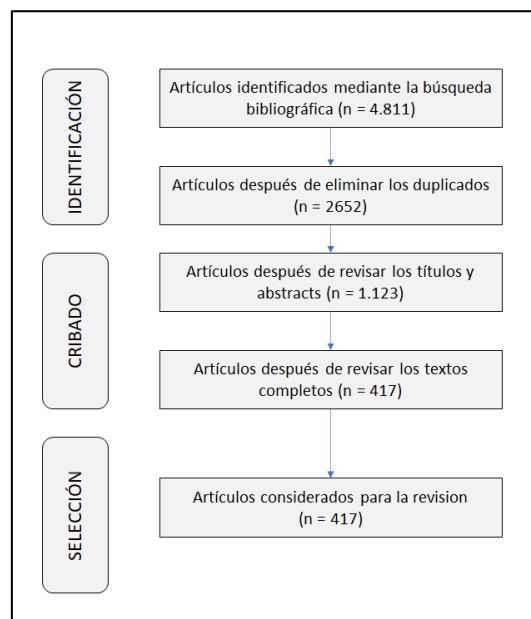 IDENTIFICACIÓN
Artículos identificados mediante la búsqueda
bibliográfica (n = 4.811)
Artículos después de eliminar los duplicados
(n = 2652)
CRIBADO
Artículos después de revisar los títulos y
abstracts (n = 1.123)
Artículos después de revisar los textos
completos (n = 417)
SELECCIÓN
Artículos considerados para la revision
(n = 417)